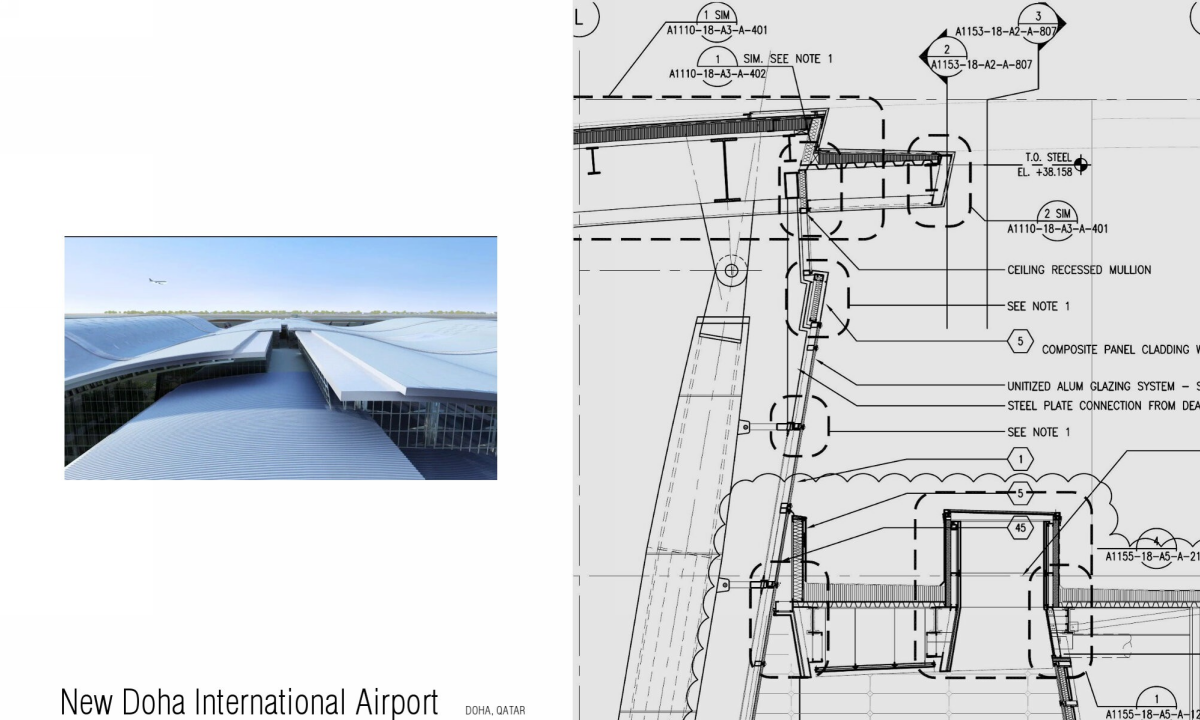 New Doha International Airport DOHA, QATAR
L
1 SIM
A1110-18-A3-A-401
1 SIM. SEE NOTE 1
A1110-18-A3-A-402
3
A1153-18-A2-A-807
2
A1153-18-A2-A-807
T.O. STEEL
EL. +38.158
2 SIM
A1110-18-A3-A-401
CEILING RECESSED MULLION
SEE NOTE 1
5 COMPOSITE PANEL CLADDING W
UNITIZED ALUM GLAZING SYSTEM – S
STEEL PLATE CONNECTION FROM DEA
SEE NOTE 1
1
5
45
4
A1155-18-A5-A-21
1
A1155-18-A5-A-12